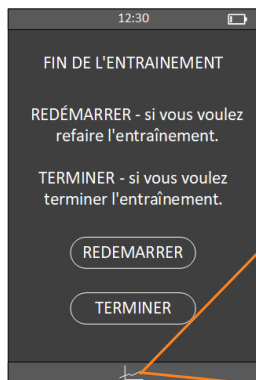 12:30
FIN DE L'ENTRAINEMENT
REDÉMARRER - si vous voulez
refaire l'entraînement.
TERMINER - si vous voulez
terminer l'entraînement.
REDEMARRER
TERMINER